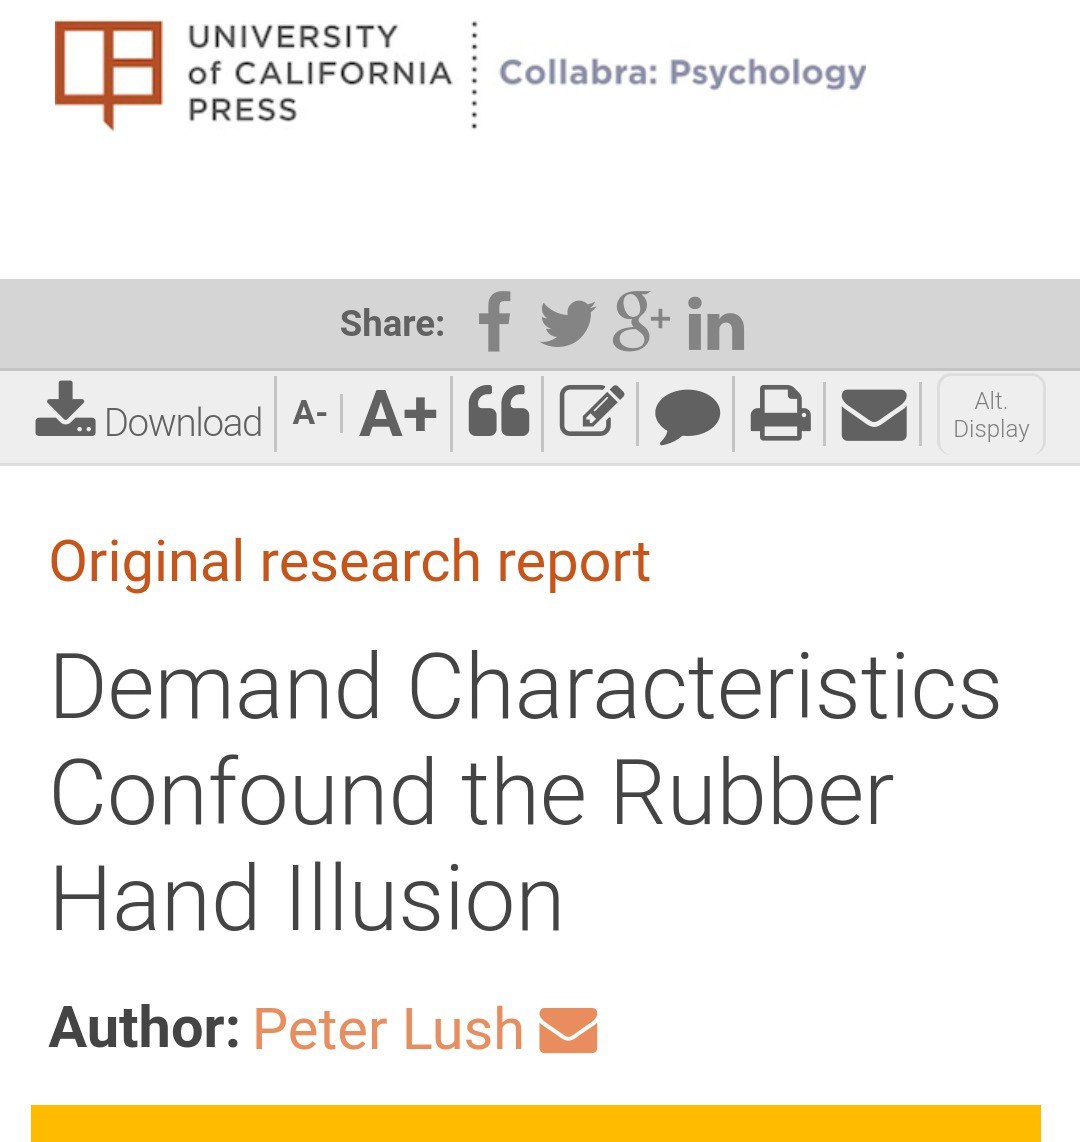 UNIVERSITY
of CALIFORNIA
PRESS
Collabra: Psychology
Share:
Download
A-
A+
Alt.
Display
Original research report
Demand Characteristics
Confound the Rubber
Hand Illusion
Author: Peter Lush